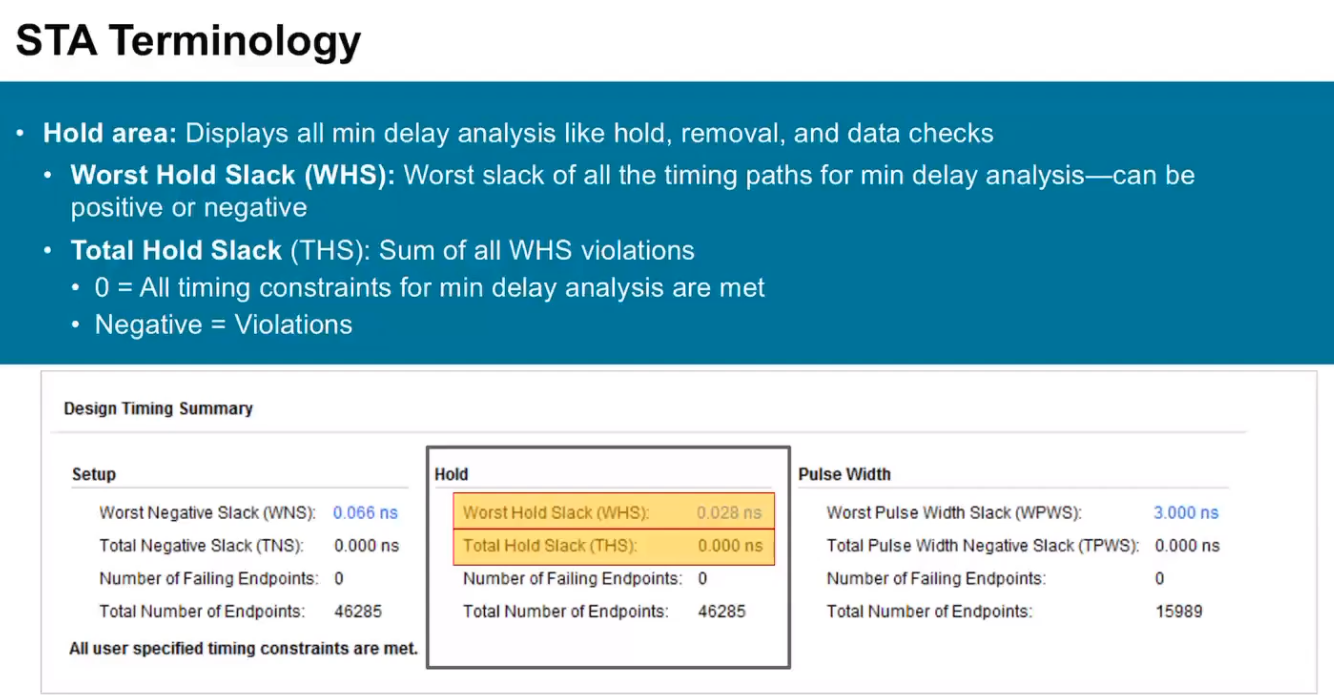 STA Terminology
• Hold area: Displays all min delay analysis like hold, removal, and data checks
• Worst Hold Slack (WHS): Worst slack of all the timing paths for min delay analysis—can be
positive or negative
• Total Hold Slack (THS): Sum of all WHS violations
• 0 = All timing constraints for min delay analysis are met
• Negative = Violations
Design Timing Summary
Setup
Worst Negative Slack (WNS): 0.066 ns
Total Negative Slack (TNS): 0.000 ns
Number of Failing Endpoints: 0
Total Number of Endpoints: 46285
All user specified timing constraints are met.
Hold
Worst Hold Slack (WHS): 0.028 ns
Total Hold Slack (THS): 0.000 ns
Number of Failing Endpoints: 0
Total Number of Endpoints: 46285
Pulse Width
Worst Pulse Width Slack (WPWS): 3.000 ns
Total Pulse Width Negative Slack (TPWS): 0.000 ns
Number of Failing Endpoints: 0
Total Number of Endpoints: 15989